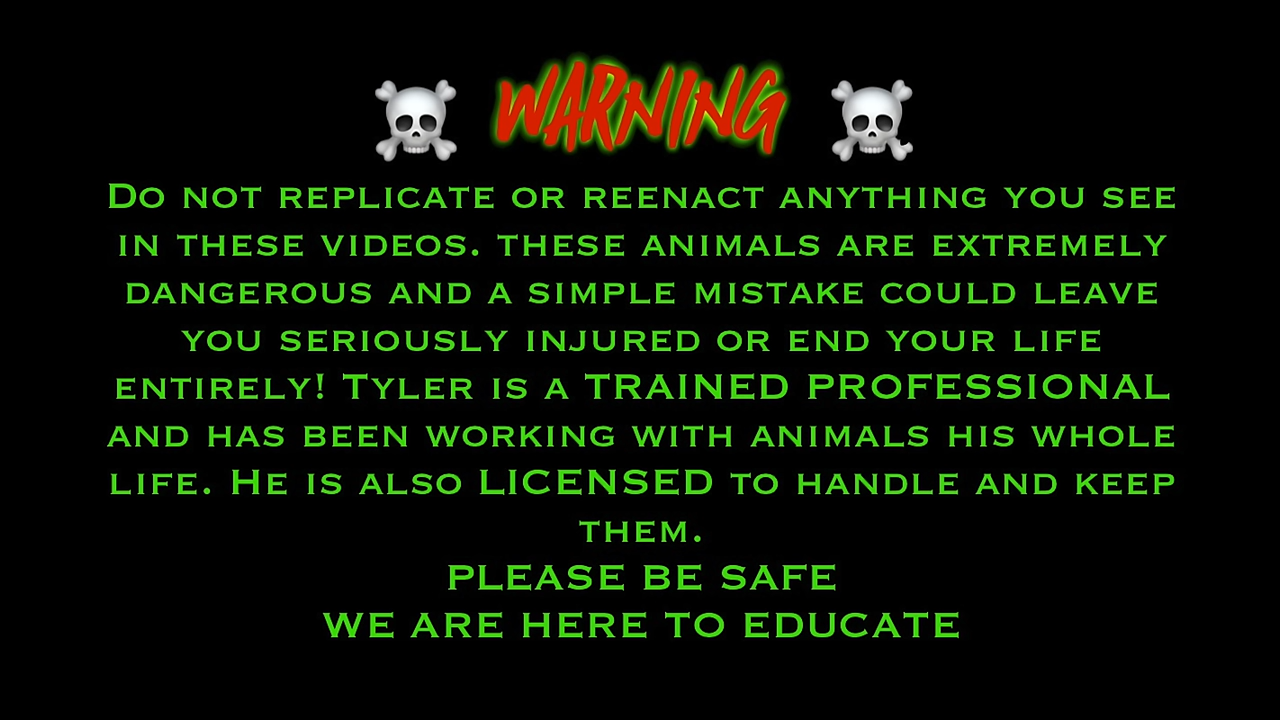 WARNING
Do not replicate or reenact anything you see
in these videos. these animals are extremely
dangerous and a simple mistake could leave
you seriously injured or end your life
entirely! Tyler is a TRAINED PROFESSIONAL
and has been working with animals his whole
life. He is also LICENSED to handle and keep
them.
PLEASE BE SAFE
WE ARE HERE TO EDUCATE